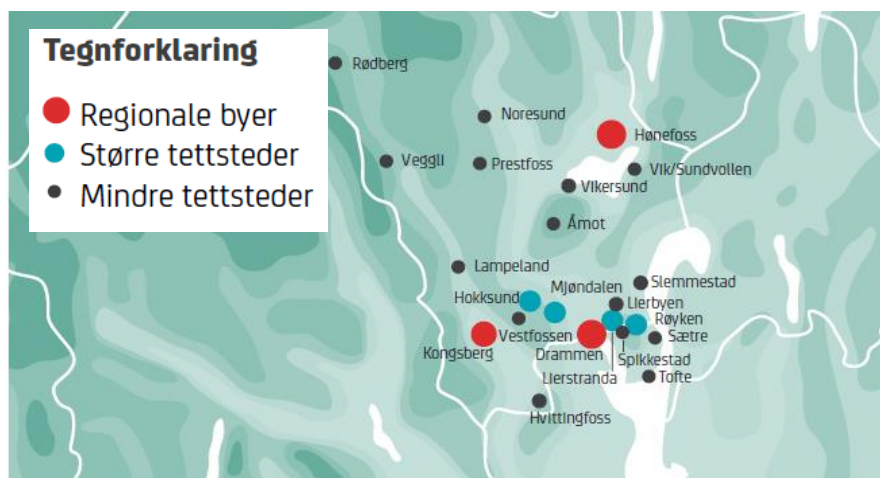 Tegnforklaring
Regionale byer
Større tettsteder
Mindre tettsteder
Rødberg
Noresund
Hønefoss
Veggli
Prestfoss
Vik/Sundvollen
Vikersund
Åmot
Lampeland
Slemmestad
Mjøndalen
Hokksund
Lierbyen
Røyken
Vestfossen
Sætre
Kongsberg
Drammen
Spikkestad
Lierstranda
Tofte
Hvittingfoss